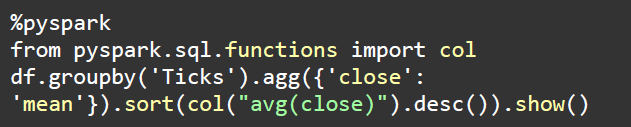 %pyspark
from pyspark.sql.functions import col
df.groupby('Ticks').agg({'close':
'mean'}).sort(col("avg(close)").desc()).show()